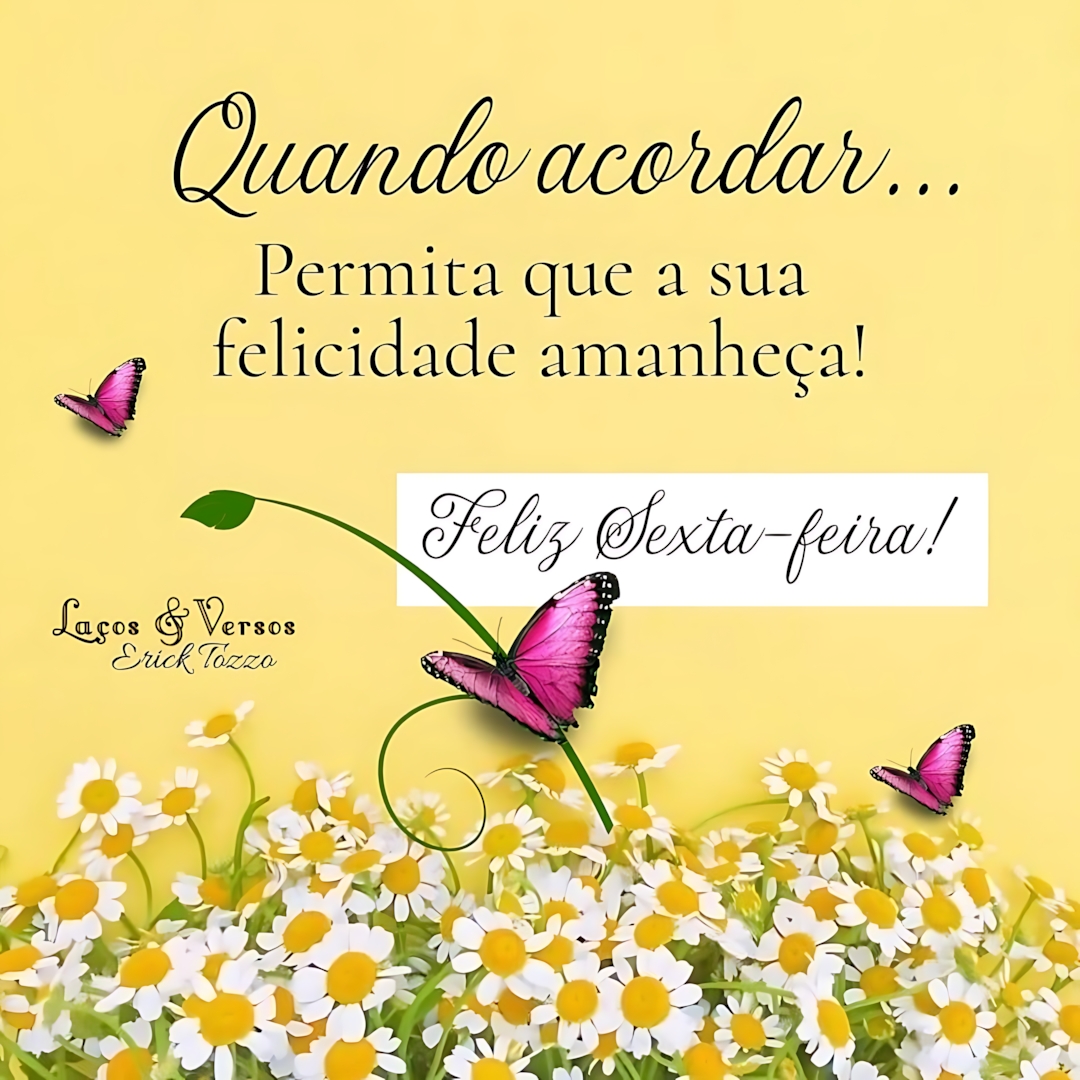 Quando acordar...
Permita que a sua
felicidade amanheça!
Feliz Sexta-feira!
Laços & Versos
Erick Tozzo